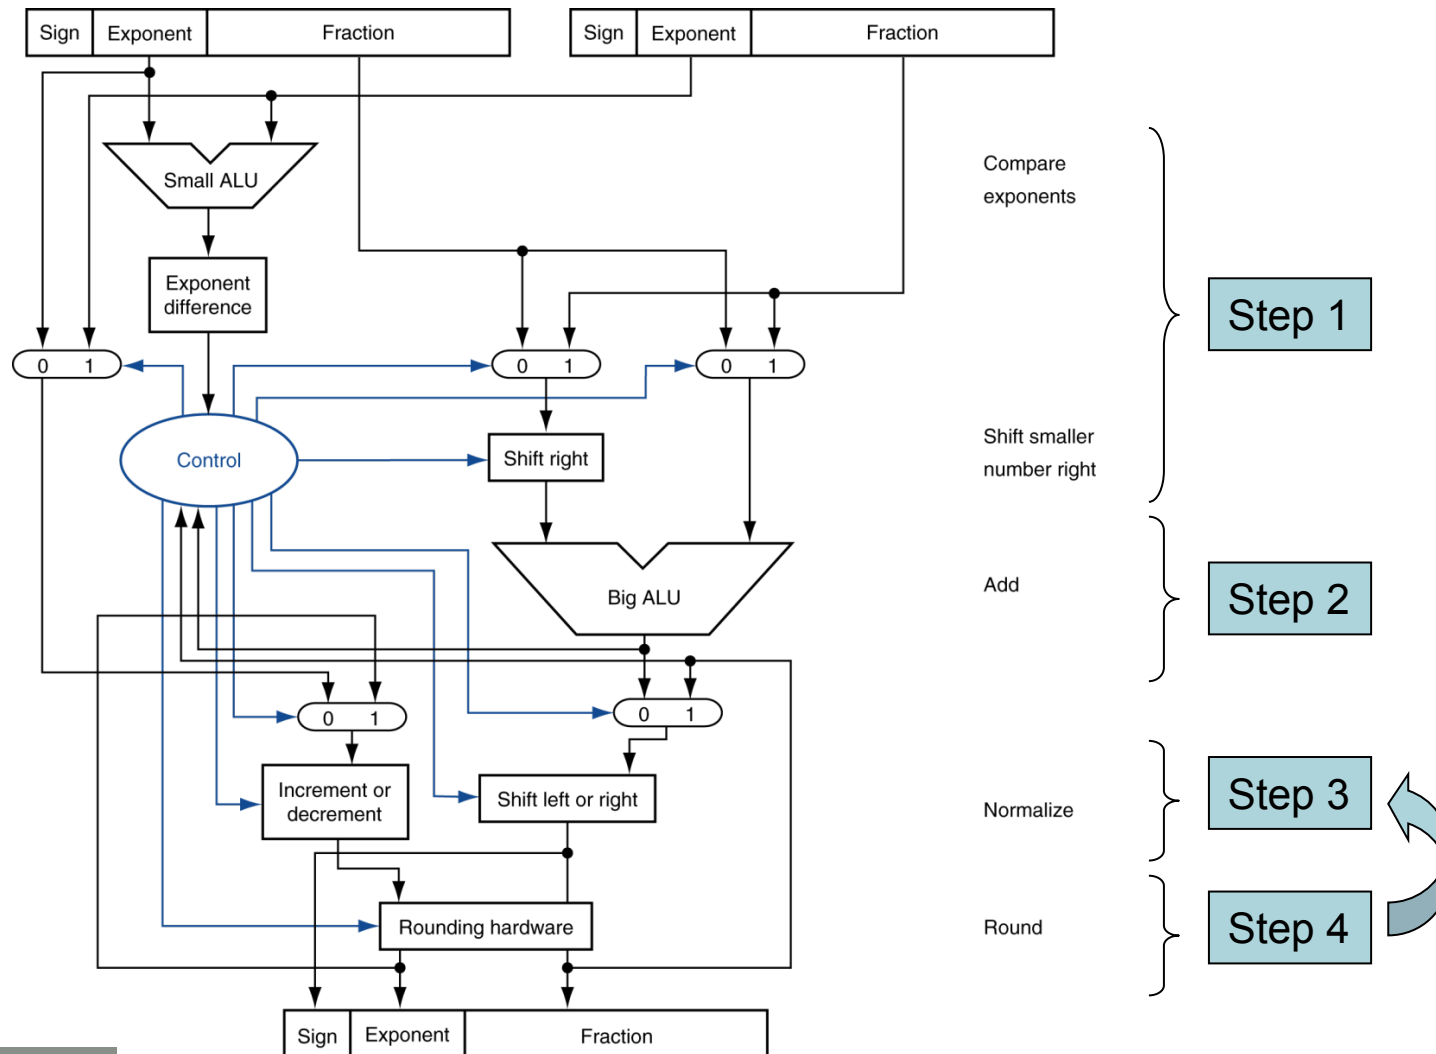 Sign Exponent Fraction Sign Exponent Fraction
Small ALU
Compare
exponents
Exponent
difference
Step 1
0 1 0 1 0 1
Control
Shift right
Shift smaller
number right
Big ALU
Add
Step 2
0 1 0 1
Increment or
decrement
Shift left or right
Normalize
Step 3
Rounding hardware
Round
Step 4
Sign Exponent Fraction